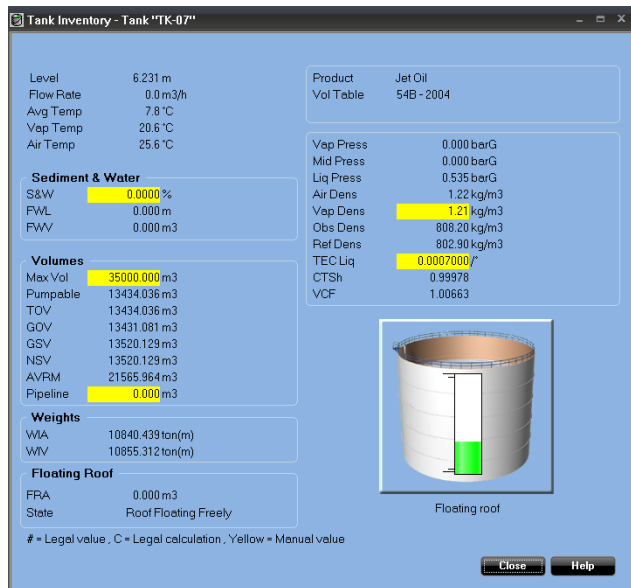 Tank Inventory - Tank "TK-07"
Level 6.231 m
Flow Rate 0.0 m3/h
Avg Temp 7.8 °C
Vap Temp 20.6 °C
Air Temp 25.6 °C
Sediment & Water
S&W 0.0000 %
FWL 0.000 m
FWV 0.000 m3
Volumes
Max Vol 35000.000 m3
Pumpable 13434.036 m3
TOV 13434.036 m3
GOV 13431.081 m3
GSV 13520.129 m3
NSV 13520.129 m3
AVRM 21565.964 m3
Pipeline 0.000 m3
Weights
WIA 10840.439 ton(m)
WIV 10855.312 ton(m)
Floating Roof
FRA 0.000 m3
State Roof Floating Freely
Product Jet Oil
Vol Table 54B - 2004
Vap Press 0.000 barG
Mid Press 0.000 barG
Liq Press 0.535 barG
Air Dens 1.22 kg/m3
Vap Dens 1.21 kg/m3
Obs Dens 808.20 kg/m3
Ref Dens 802.90 kg/m3
TEC Liq 0.0007000 /°
CTSh 0.99978
VCF 1.00663
Floating roof
# = Legal value , C = Legal calculation , Yellow = Manual value
Close Help